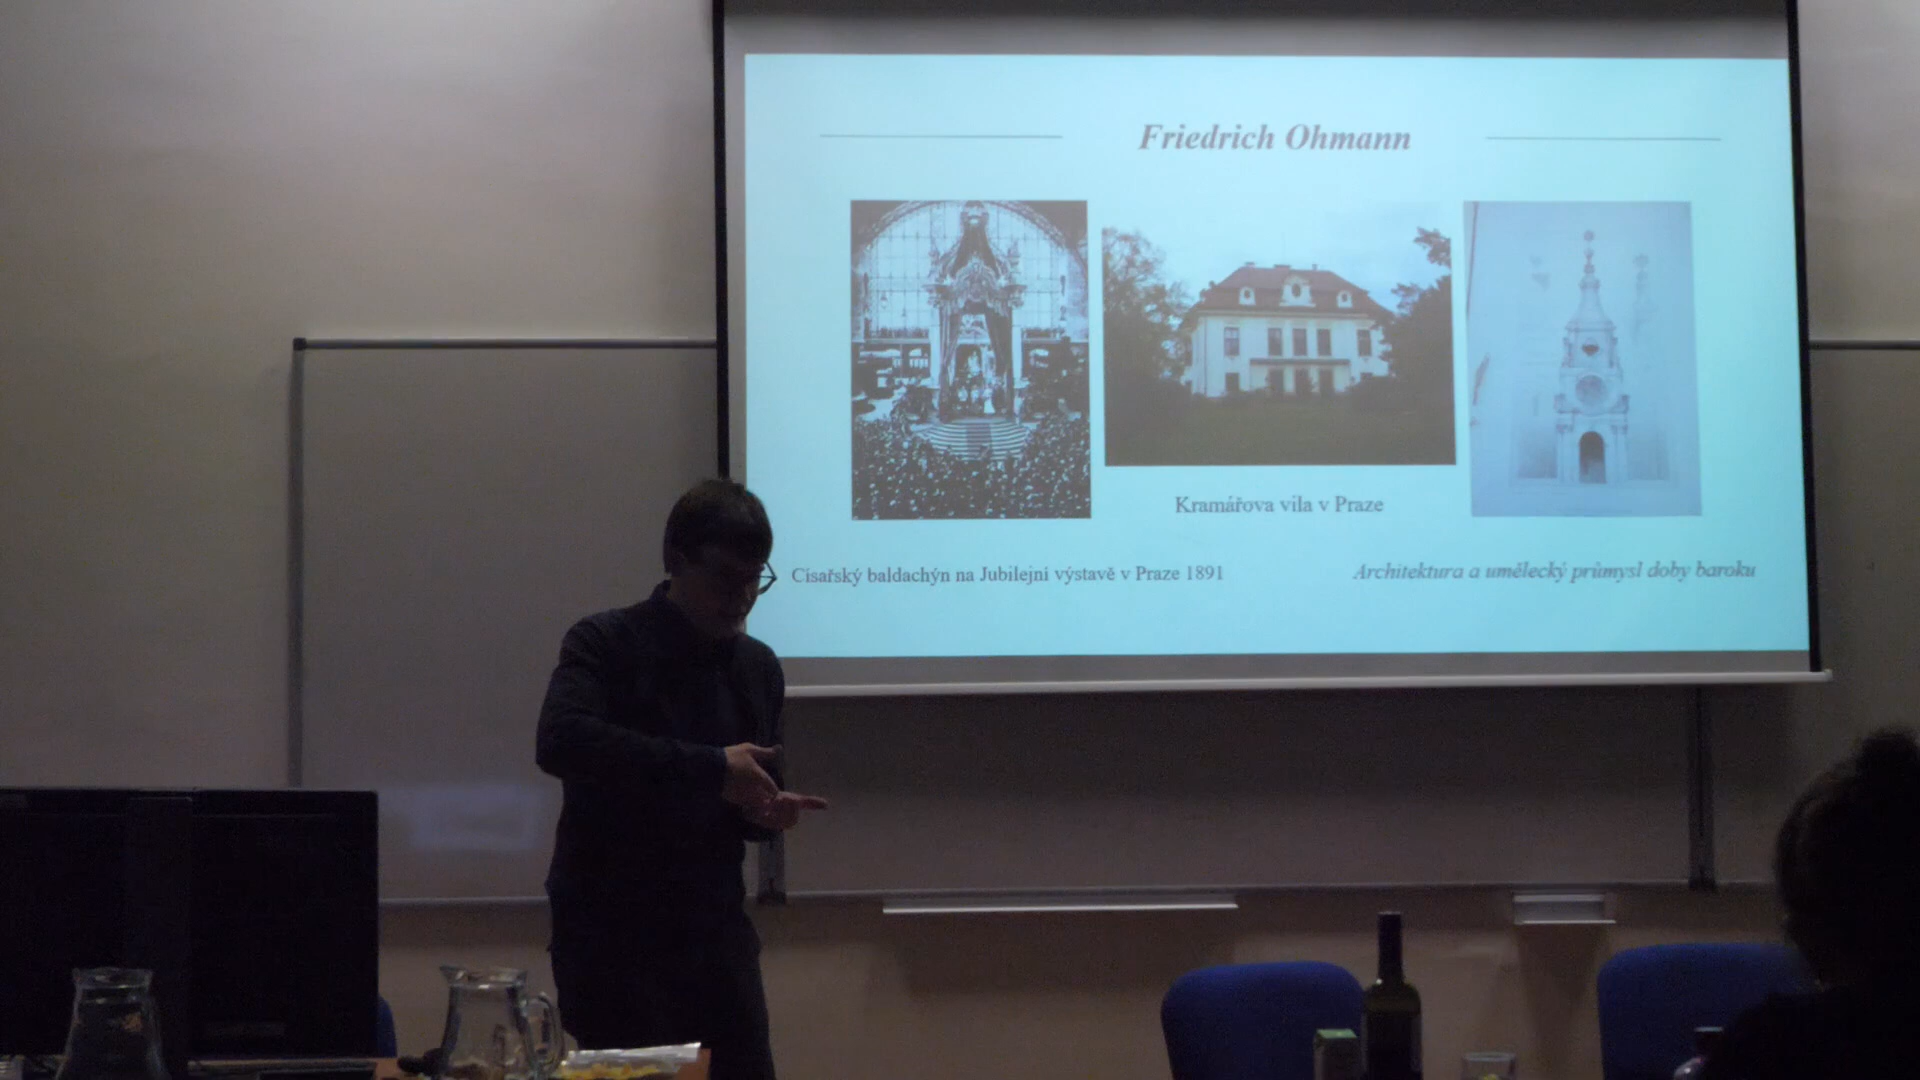 Friedrich Ohmann
Kramářova vila v Praze
Císařský baldachýn na Jubilejní výstavě v Praze 1891
Architektura a umělecký průmysl doby baroku